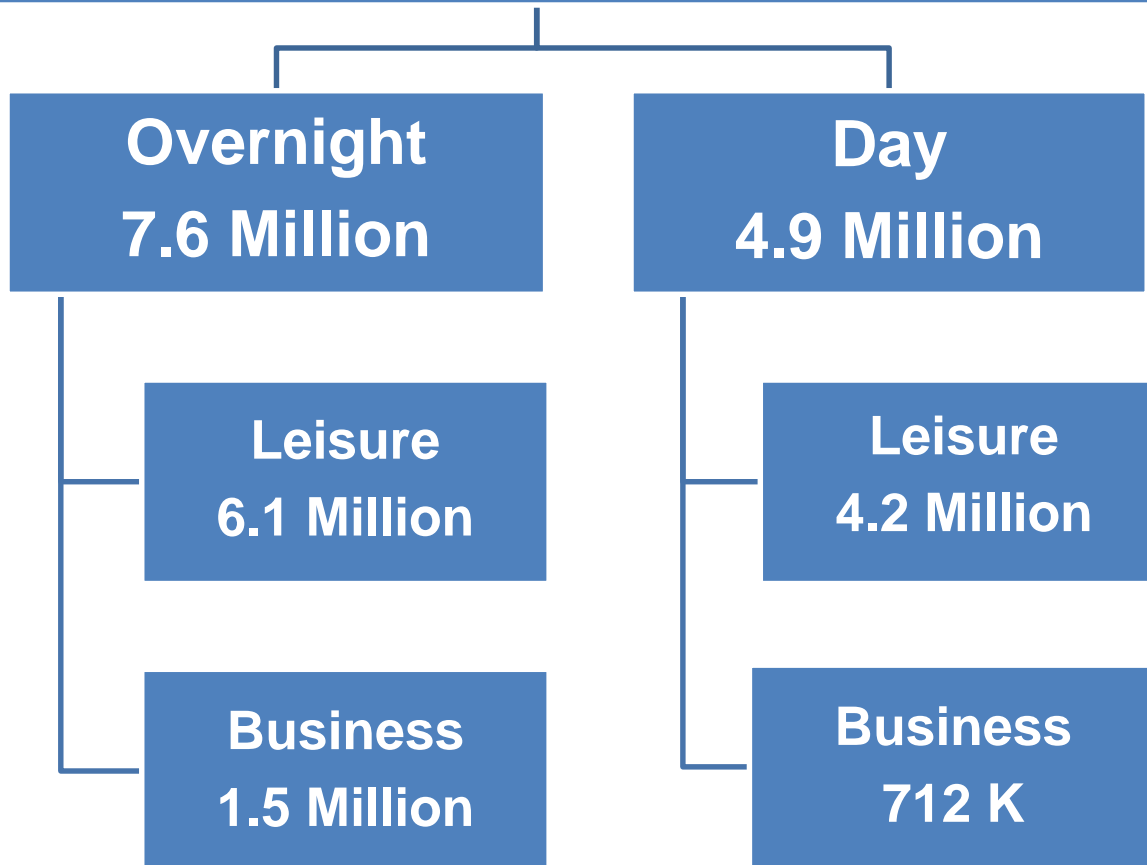 Overnight
7.6 Million
Day
4.9 Million
Leisure
6.1 Million
Leisure
4.2 Million
Business
1.5 Million
Business
712 K